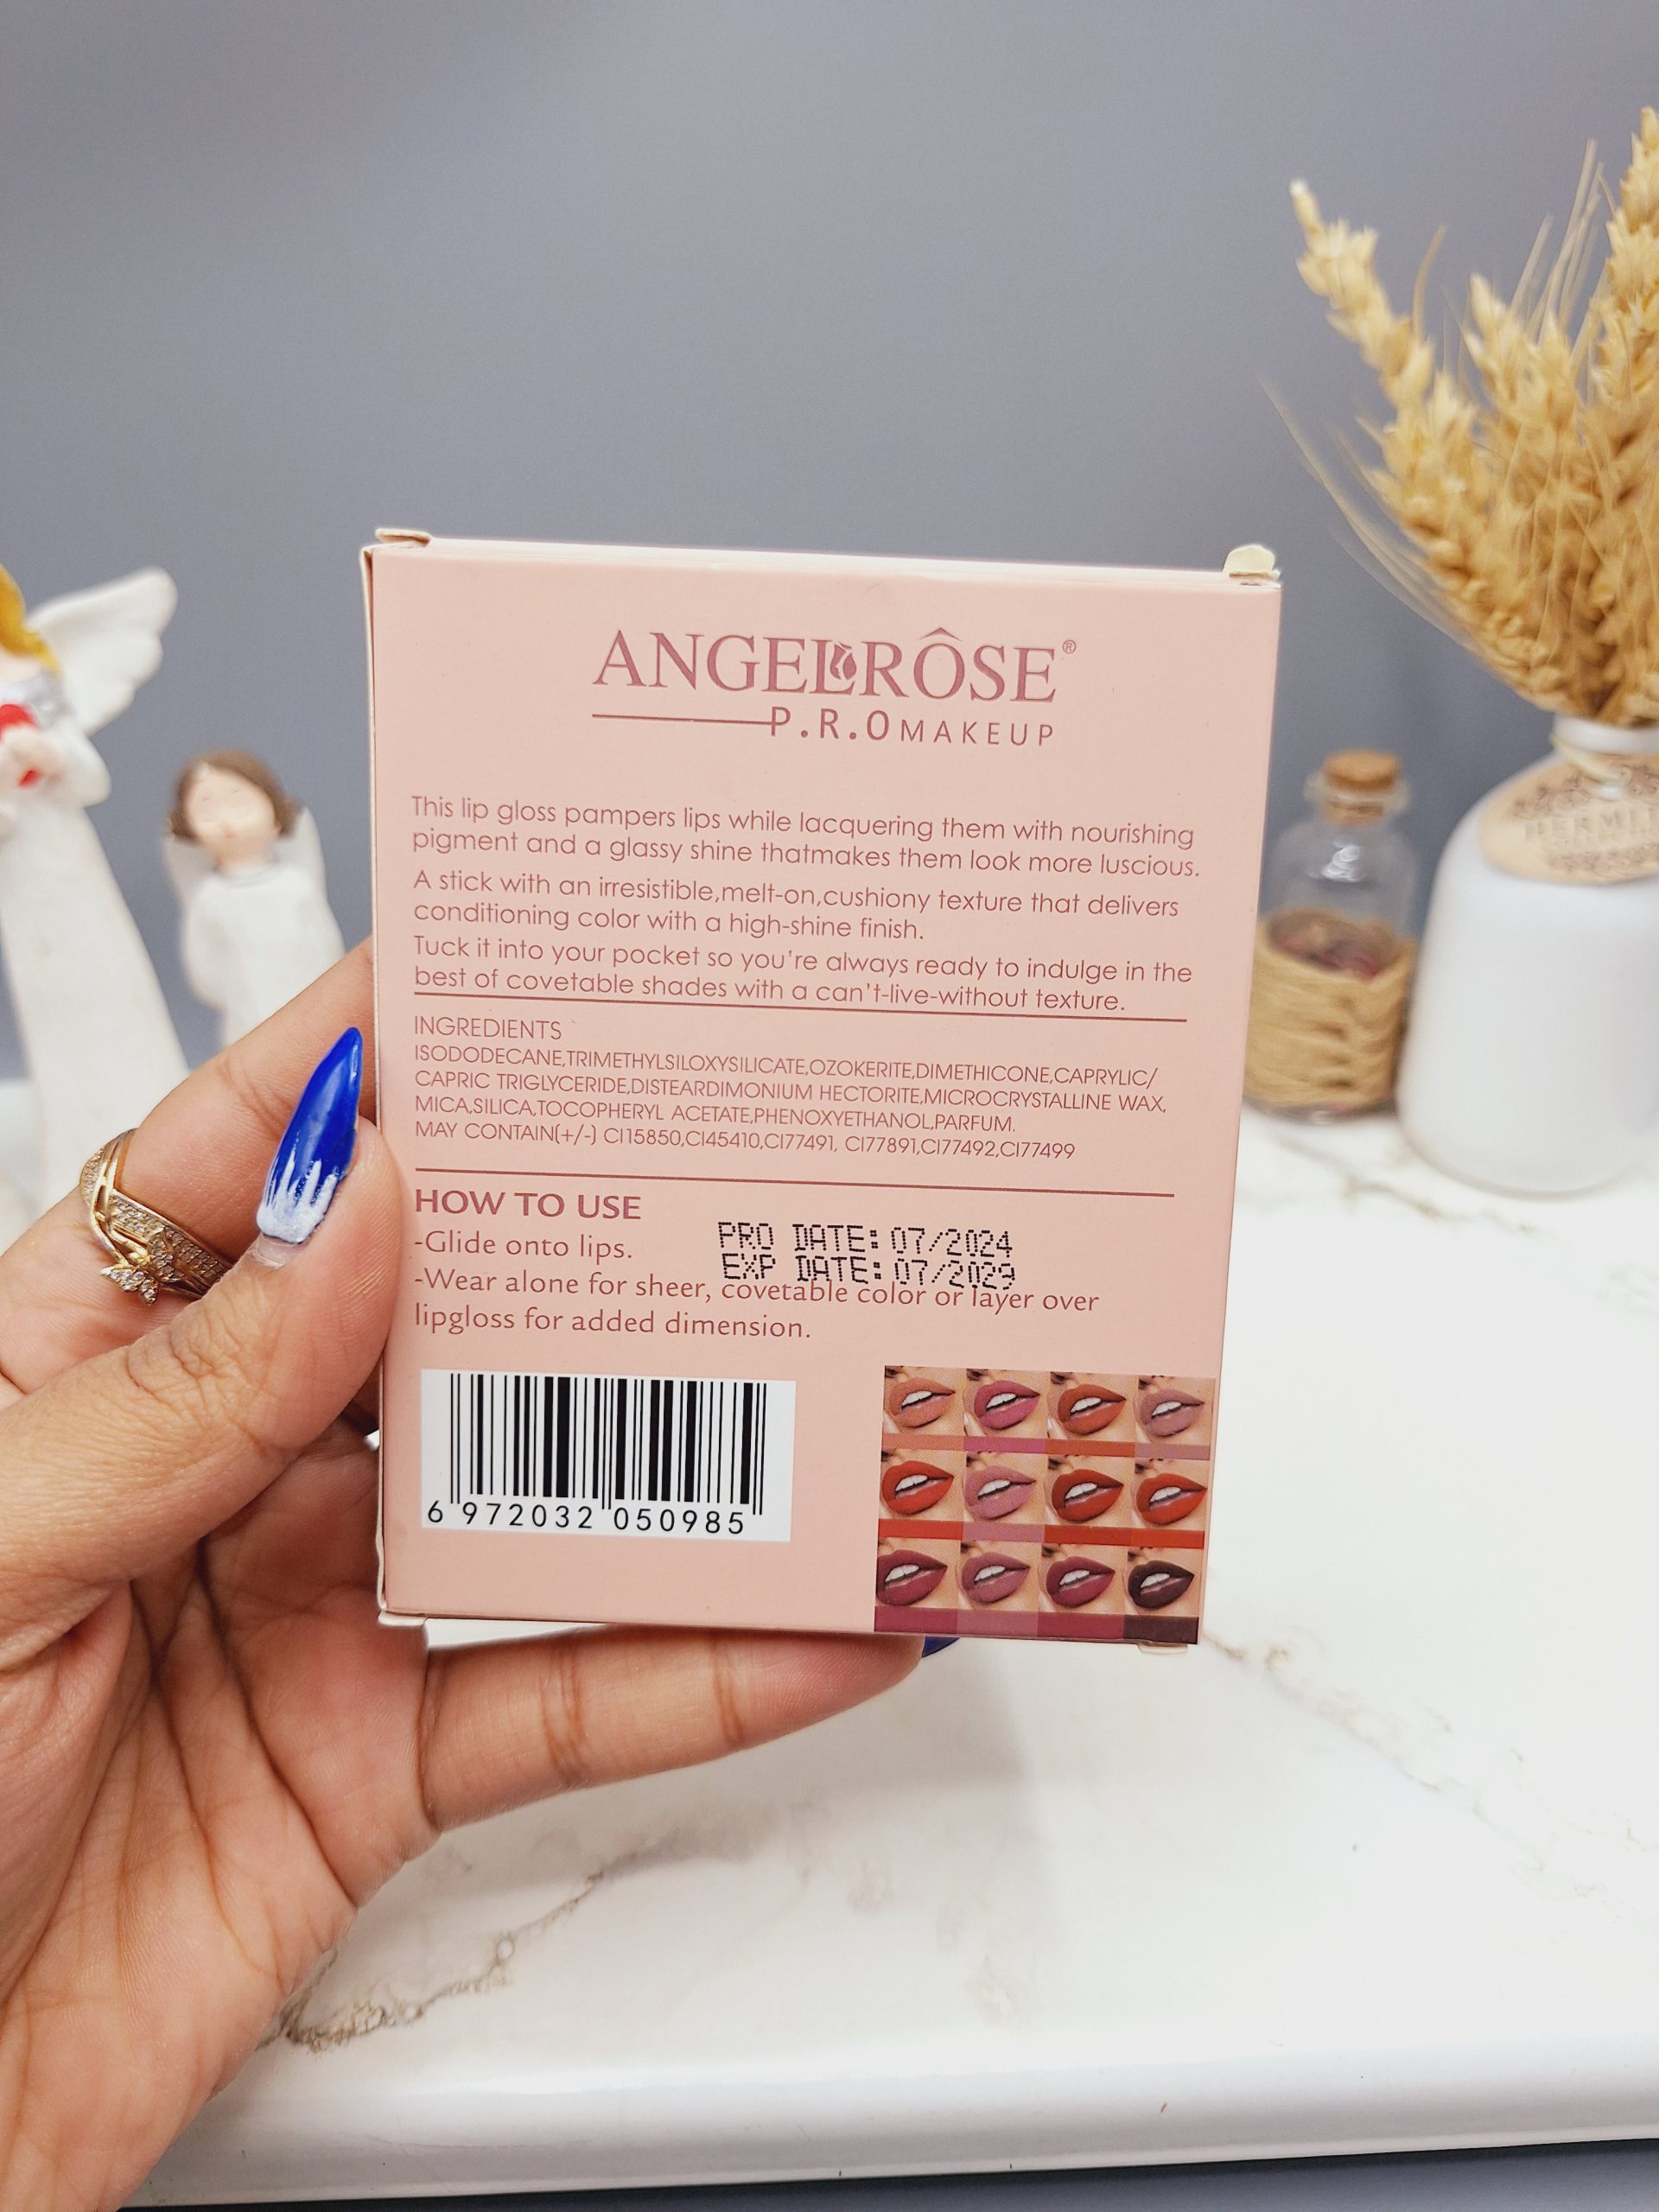 ANGELRÔSE®
P.R.O MAKEUP
This lip gloss pampers lips while lacquering them with nourishing
pigment and a glassy shine thatmakes them look more luscious.
A stick with an irresistible,melt-on,cushiony texture that delivers
conditioning color with a high-shine finish.
Tuck it into your pocket so you're always ready to indulge in the
best of covetable shades with a can't-live-without texture.
INGREDIENTS
ISODODECANE,TRIMETHYLSILOXYSILICATE,OZOKERITE,DIMETHICONE,CAPRYLIC/
CAPRIC TRIGLYCERIDE,DISTEARDIMONIUM HECTORITE,MICROCRYSTALLINE WAX,
MICA,SILICA,TOCOPHERYL ACETATE,PHENOXYETHANOL,PARFUM.
MAY CONTAIN(+/-) CI15850,CI45410,CI77491, CI77891,CI77492,CI77499
HOW TO USE
-Glide onto lips.
PRO DATE: 07/2024
EXP DATE: 07/2029
-Wear alone for sheer, covetable color or layer over
lipgloss for added dimension.
6 972032 050985